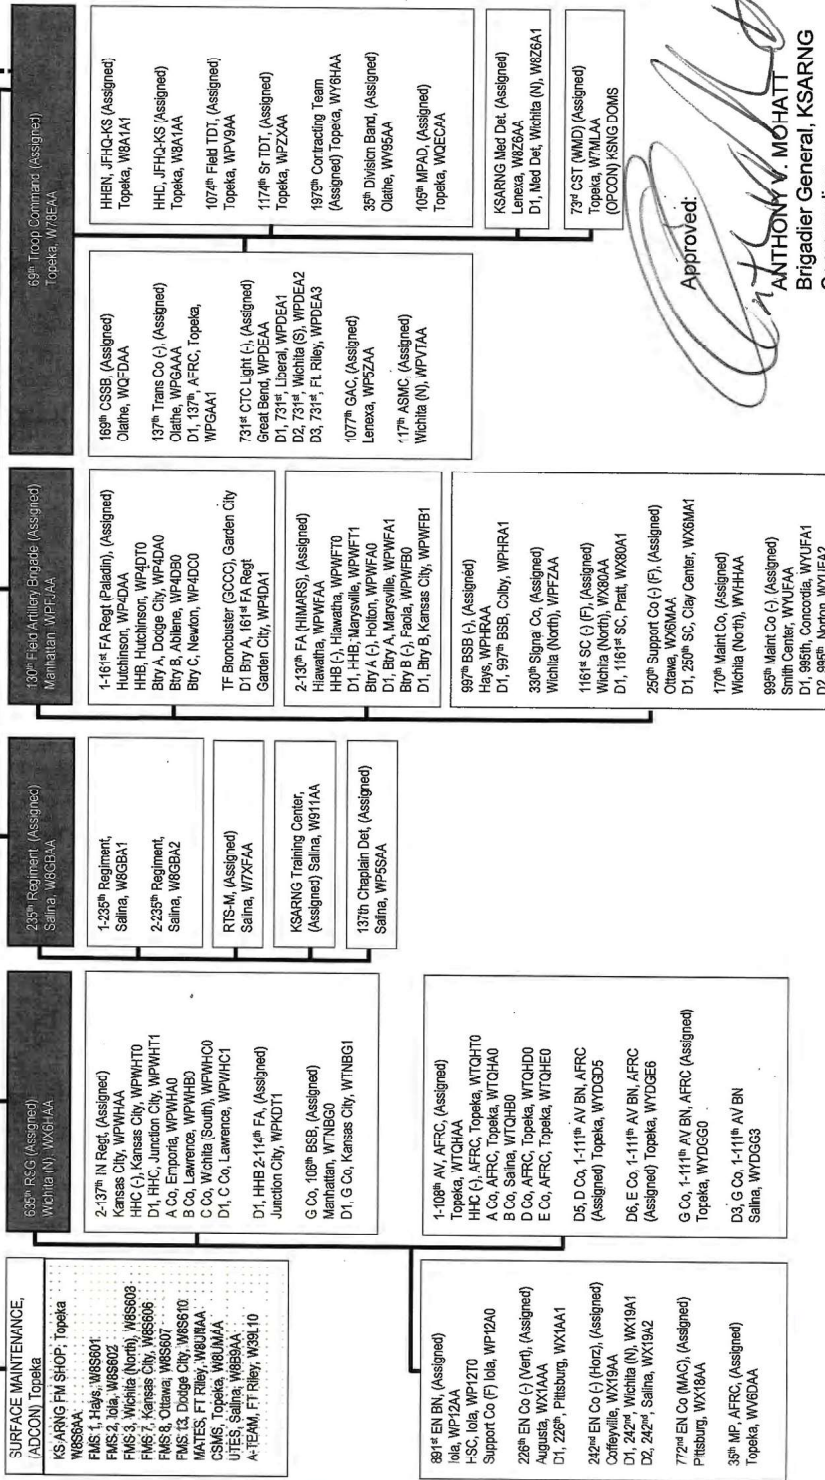 SURFACE MAINTENANCE,
(ADCON) Topeka
KS ARNG FM SHOP, Topeka
W8S6AA
FMS 1, Hays, W8S601
FMS 2, Iola, W8S602
FMS 3, Wichita (North), W8S603
FMS 7, Kansas City, W8S606
FMS 8, Ottawa, W8S607
FMS 13, Dodge City, W8S610
MATES, FT Riley,
CSMS, Topeka, W8UMAA
UTES, Salina, W8B9AA
A-TEAM, FT Riley, W39L10
635th RSG (Assigned)
Wichita (N), WX6HAA
2-137th IN Regt, (Assigned)
Kansas City, WPWHAA
HHC (-), Kansas City, WPWHT0
D1, HHC, Junction City, WPWHT1
A Co, Emporia, WPWHA0
B Co, Lawrence, WPWHB0
C Co, Wichita (South), WPWHC0
D1, C Co, Lawrence, WPWHC1
D1, HHB 2-114th FA, (Assigned)
Junction City, WPKDT1
G Co, 106th BSB, (Assigned)
Manhattan, WTNBG0
D1, G Co, Kansas City, WTNBG1
891st EN BN, (Assigned)
Iola, WP12AA
HSC, Iola, WP12T0
Support Co (F) Iola, WP12A0
226th EN Co (-) (Vert), (Assigned)
Augusta, WX1AAA
D1, 226th, Pittsburg, WX1AA1
242nd EN Co (-) (Horz), (Assigned)
Coffeyville, WX19AA
D1, 242nd, Wichita (N), WX19A1
D2, 242nd, Salina, WX19A2
772nd EN Co (MAC), (Assigned)
Pittsburg, WX18AA
35th MP, AFRC, (Assigned)
Topeka, WV6DAA
1-108th AV, AFRC, (Assigned)
Topeka, WTQHAA
HHC (-), AFRC, Topeka, WTQHT0
A Co, AFRC, Topeka, WTQHA0
B Co, Salina, WTQHB0
D Co, AFRC, Topeka, WTQHD0
E Co, AFRC, Topeka, WTQHE0
D5, D Co, 1-111th AV BN, AFRC
(Assigned) Topeka, WYDGD5
D6, E Co, 1-111th AV BN, AFRC
(Assigned) Topeka, WYDGE6
G Co, 1-111th AV BN, AFRC (Assigned)
Topeka, WYDGG0
D3, G Co, 1-111th AV BN
Salina, WYDGG3
235th Regiment (Assigned)
Salina, W8GBAA
1-235th Regiment,
Salina, W8GBA1
2-235th Regiment,
Salina, W8GBA2
RTS-M, (Assigned)
Salina, W7XFAA
KSARNG Training Center,
(Assigned) Salina, W911AA
137th Chaplain Det, (Assigned)
Salina, WP5SAA
130th Field Artillery Brigade (Assigned)
Manhattan, WPFJAA
1-161st FA Regt (Paladin), (Assigned)
Hutchinson, WP4DAA
HHB, Hutchinson, WP4DT0
Btry A, Dodge City, WP4DA0
Btry B, Abilene, WP4DB0
Btry C, Newton, WP4DC0
TF Broncbuster (GCCC), Garden City
D1 Btry A, 161st FA Regt
Garden City, WP4DA1
2-130th FA (HIMARS), (Assigned)
Hiawatha, WPWFAA
HHB (-), Hiawatha, WPWFT0
D1, HHB, Marysville, WPWFT1
Btry A (-), Holton, WPWFA0
D1, Btry A, Marysville, WPWFA1
Btry B (-), Paola, WPWFB0
D1, Btry B, Kansas City, WPWFB1
997th BSB (-), (Assigned)
Hays, WPHRAA
D1, 997th BSB, Colby, WPHRA1
330th Signal Co, (Assigned)
Wichita (North), WPFZAA
1161st SC (-) (F), (Assigned)
Wichita (North), WX80AA
D1, 1161st SC, Pratt, WX80A1
250th Support Co (-) (F), (Assigned)
Ottawa, WX6MAA
D1, 250th SC, Clay Center, WX6MA1
170th Maint Co, (Assigned)
Wichita (North), WVHHAA
995th Maint Co (-) (Assigned)
Smith Center, WYUFAA
D1, 995th, Concordia, WYUFA1
D2, 995th, Norton, WYUFA2
69th Troop Command (Assigned)
Topeka, W78EAA
169th CSSB, (Assigned)
Olathe, WQFDAA
137th Trans Co (-), (Assigned)
Olathe, WPGAAA
D1, 137th, AFRC, Topeka,
WPGAA1
731st CTC Light (-), (Assigned)
Great Bend, WPDEAA
D1, 731st, Liberal, WPDEA1
D2, 731st, Wichita (S), WPDEA2
D3, 731st, Ft. Riley, WPDEA3
1077th GAC, (Assigned)
Lenexa, WP5ZAA
117th ASMC (Assigned)
Wichita (N), WPVTAA
HHEN, JFHQ-KS (Assigned)
Topeka, W8A1A1
HHE, JFHQ-KS (Assigned)
Topeka, W8A1AA
1074th Field TDT, (Assigned)
Topeka, WPV9AA
1174th Sr TDT, (Assigned)
Topeka, WPZXAA
1979th Contracting Team
(Assigned) Topeka, WY6HAA
35th Division Band, (Assigned)
Olathe, WV95AA
105th MPAD, (Assigned)
Topeka, WQECAA
KSARNG Med Det, (Assigned)
Lenexa, W8Z6AA
D1, Med Det, Wichita (N), W8Z6A1
73rd CST (WMD) (Assigned)
Topeka, W7MLAA
(OPCON) KSNG DOMS
Approved:
ANTHONY V. MOHATT
Brigadier General, KSARNG